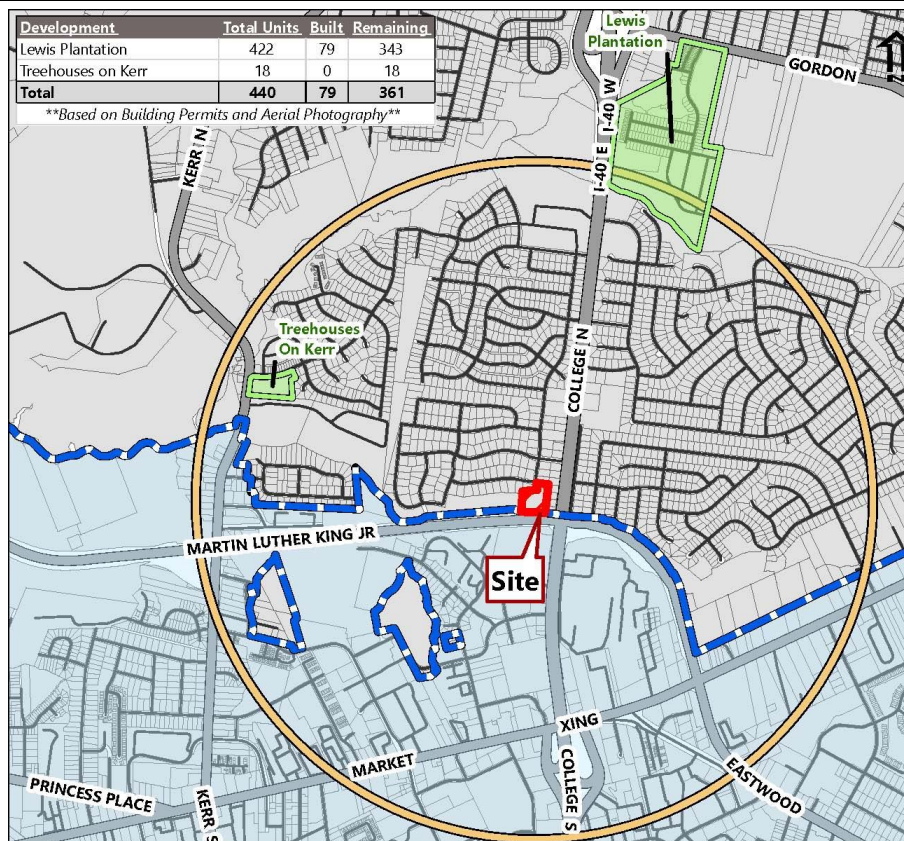 Development Total Units Built Remaining
Lewis Plantation 422 79 343
Treehouses on Kerr 18 0 18
Total 440 79 361
**Based on Building Permits and Aerial Photography**
Lewis
Plantation
GORDON
N
KERR N
I-40 W
I-40 E
Treehouses
On Kerr
COLLEGE N
MARTIN LUTHER KING JR
Site
XING
MARKET
PRINCESS PLACE
KERR S
COLLEGE S
EASTWOOD